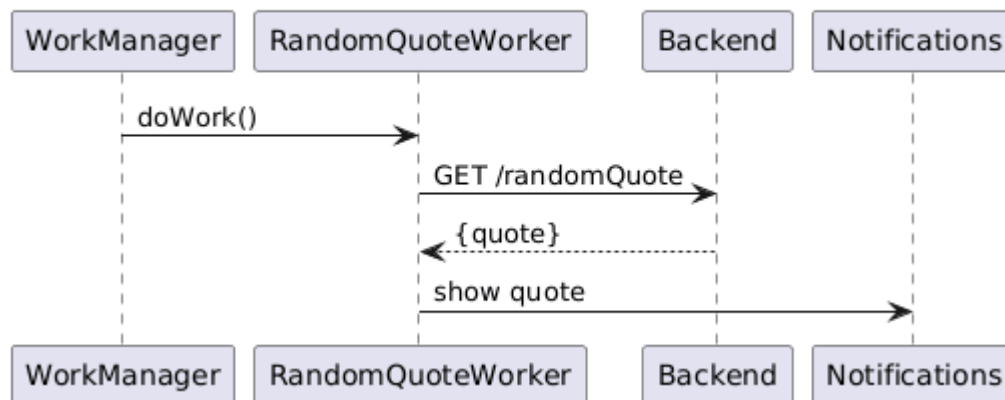 WorkManager
RandomQuoteWorker
Backend
Notifications
doWork()
GET /randomQuote
{quote}
show quote
WorkManager
RandomQuoteWorker
Backend
Notifications